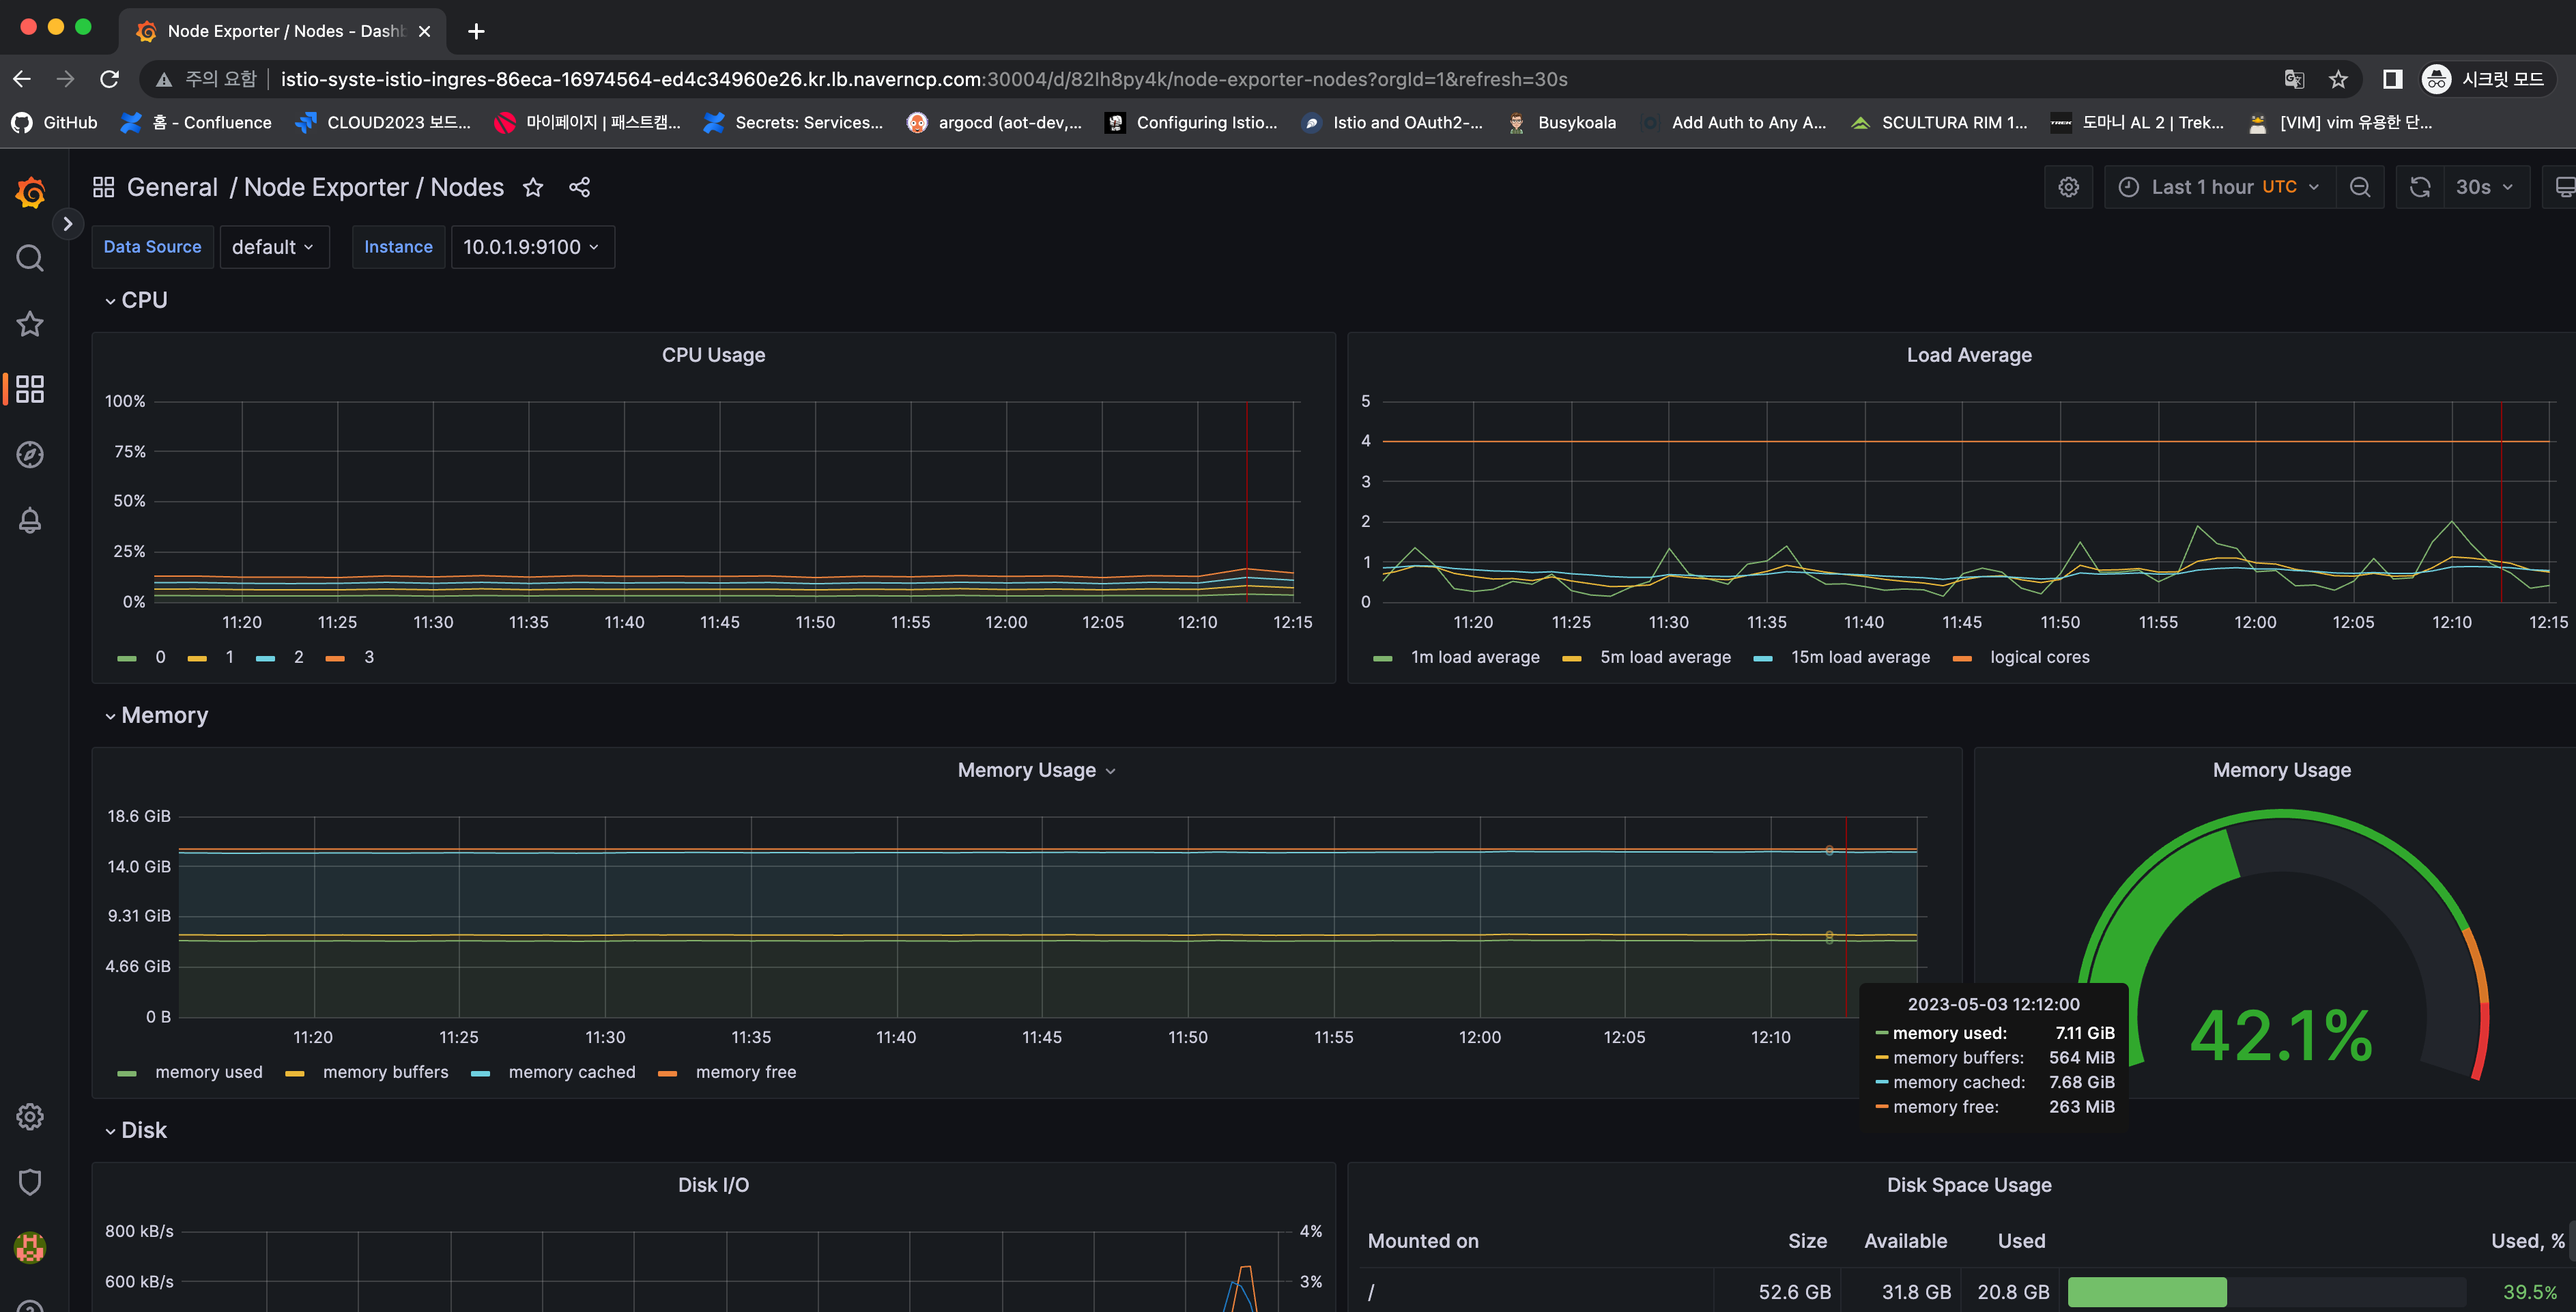 Node Exporter / Nodes - Dashb
주의 요함 istio-syste-istio-ingres-86eca-16974564-ed4c34960e26.kr.lb.naverncp.com:30004/d/82lh8py4k/node-exporter-nodes?orgId=1&refresh=30s 시크릿 모드
GitHub 홈 - Confluence CLOUD2023 보드... 마이페이지 | 패스트캠... Secrets: Services... argocd (aot-dev,... Configuring Istio... Istio and OAuth2-... Busykoala Add Auth to Any A... SCULTURA RIM 1... 도마니 AL 2 | Trek... [VIM] vim 유용한 단...
General / Node Exporter / Nodes Last 1 hour UTC 30s
Data Source default Instance 10.0.1.9:9100
CPU
CPU Usage
100%
75%
50%
25%
0%
11:20 11:25 11:30 11:35 11:40 11:45 11:50 11:55 12:00 12:05 12:10 12:15
0 1 2 3
Load Average
5
4
3
2
1
0
11:20 11:25 11:30 11:35 11:40 11:45 11:50 11:55 12:00 12:05 12:10 12:15
1m load average 5m load average 15m load average logical cores
Memory
Memory Usage
18.6 GiB
14.0 GiB
9.31 GiB
4.66 GiB
0 B
11:20 11:25 11:30 11:35 11:40 11:45 11:50 11:55 12:00 12:05 12:10
memory used memory buffers memory cached memory free
Memory Usage
42.1%
2023-05-03 12:12:00
memory used: 7.11 GiB
memory buffers: 564 MiB
memory cached: 7.68 GiB
memory free: 263 MiB
Disk
Disk I/O
800 kB/s 4%
600 kB/s 3%
Disk Space Usage
Mounted on Size Available Used Used, %
/ 52.6 GB 31.8 GB 20.8 GB 39.5%